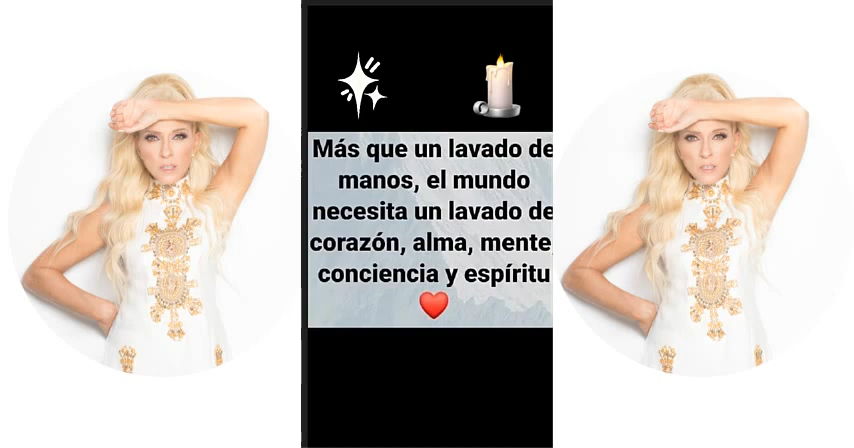 Más que un lavado de
manos, el mundo
necesita un lavado de
corazón, alma, mente,
conciencia y espíritu